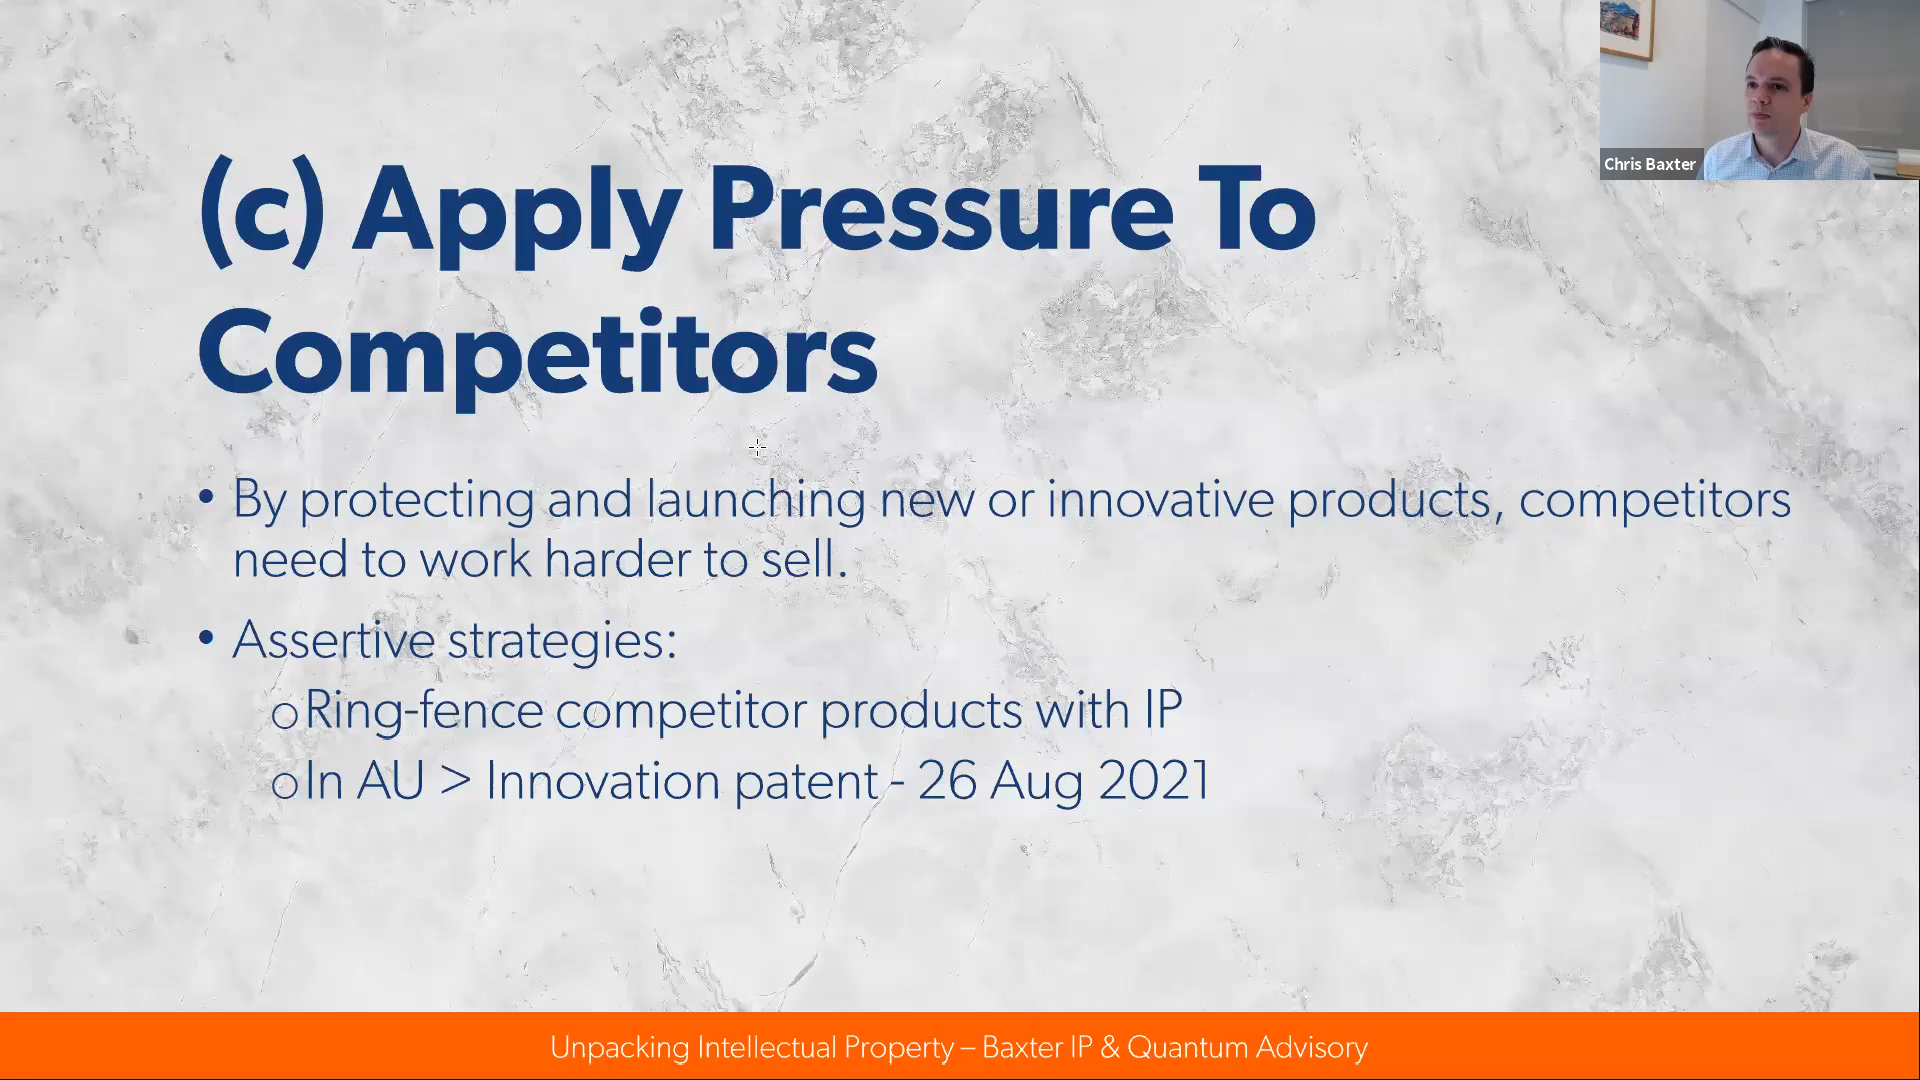 Chris Baxter
(c) Apply Pressure To
Competitors
• By protecting and launching new or innovative products, competitors
need to work harder to sell.
• Assertive strategies:
oRing-fence competitor products with IP
oIn AU > Innovation patent - 26 Aug 2021
Unpacking Intellectual Property – Baxter IP & Quantum Advisory